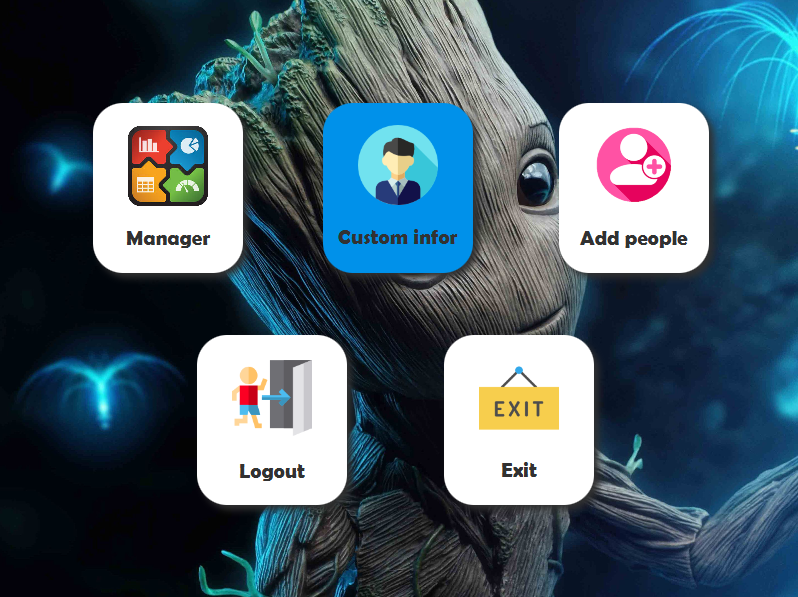 Manager
Custom infor
Add people
EXIT
Logout
Exit